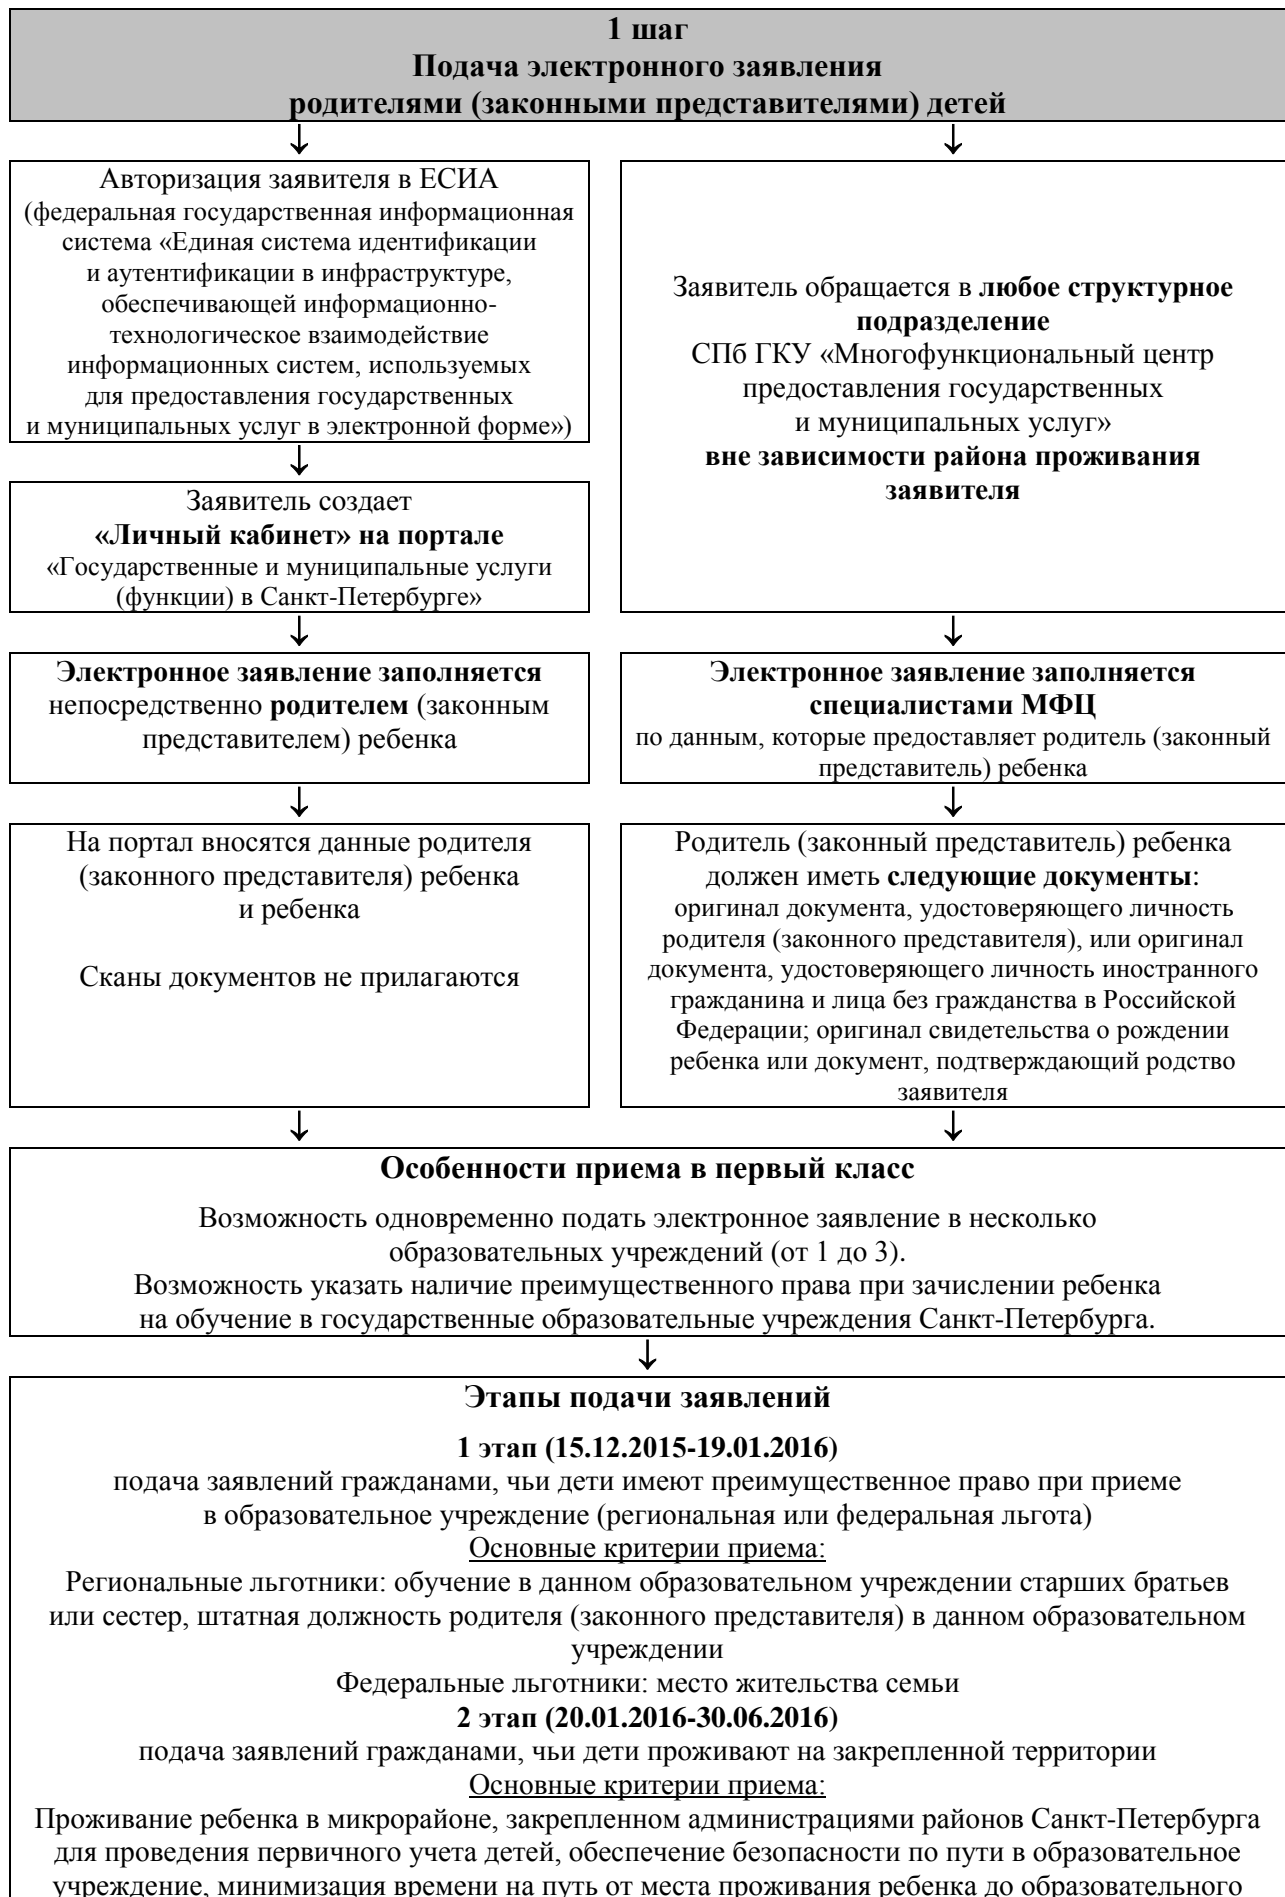 1 шаг
Подача электронного заявления
родителями (законными представителями) детей
Авторизация заявителя в ЕСИА
(федеральная государственная информационная
система «Единая система идентификации
и аутентификации в инфраструктуре,
обеспечивающей информационно-
технологическое взаимодействие
информационных систем, используемых
для предоставления государственных
и муниципальных услуг в электронной форме»)
Заявитель создает
«Личный кабинет» на портале
«Государственные и муниципальные услуги
(функции) в Санкт-Петербурге»
Электронное заявление заполняется
непосредственно родителем (законным
представителем) ребенка
На портал вносятся данные родителя
(законного представителя) ребенка
и ребенка
Сканы документов не прилагаются
Заявитель обращается в любое структурное
подразделение
СПб ГКУ «Многофункциональный центр
предоставления государственных
и муниципальных услуг»
вне зависимости района проживания
заявителя
Электронное заявление заполняется
специалистами МФЦ
по данным, которые предоставляет родитель (законный
представитель) ребенка
Родитель (законный представитель) ребенка
должен иметь следующие документы:
оригинал документа, удостоверяющего личность
родителя (законного представителя), или оригинал
документа, удостоверяющего личность иностранного
гражданина и лица без гражданства в Российской
Федерации; оригинал свидетельства о рождении
ребенка или документ, подтверждающий родство
заявителя
Особенности приема в первый класс
Возможность одновременно подать электронное заявление в несколько
образовательных учреждений (от 1 до 3).
Возможность указать наличие преимущественного права при зачислении ребенка
на обучение в государственные образовательные учреждения Санкт-Петербурга.
Этапы подачи заявлений
1 этап (15.12.2015-19.01.2016)
подача заявлений гражданами, чьи дети имеют преимущественное право при приеме
в образовательное учреждение (региональная или федеральная льгота)
Основные критерии приема:
Региональные льготники: обучение в данном образовательном учреждении старших братьев
или сестер, штатная должность родителя (законного представителя) в данном образовательном
учреждении
Федеральные льготники: место жительства семьи
2 этап (20.01.2016-30.06.2016)
подача заявлений гражданами, чьи дети проживают на закрепленной территории
Основные критерии приема:
Проживание ребенка в микрорайоне, закрепленном администрациями районов Санкт-Петербурга
для проведения первичного учета детей, обеспечение безопасности по пути в образовательное
учреждение, минимизация времени на путь от места проживания ребенка до образовательного